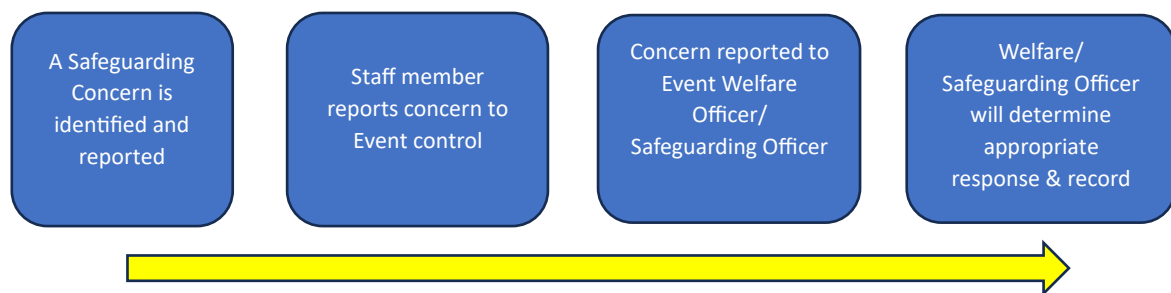 A Safeguarding
Concern is
identified and
reported
Staff member
reports concern to
Event control
Concern reported to
Event Welfare
Officer/
Safeguarding Officer
Welfare/
Safeguarding Officer
will determine
appropriate
response & record